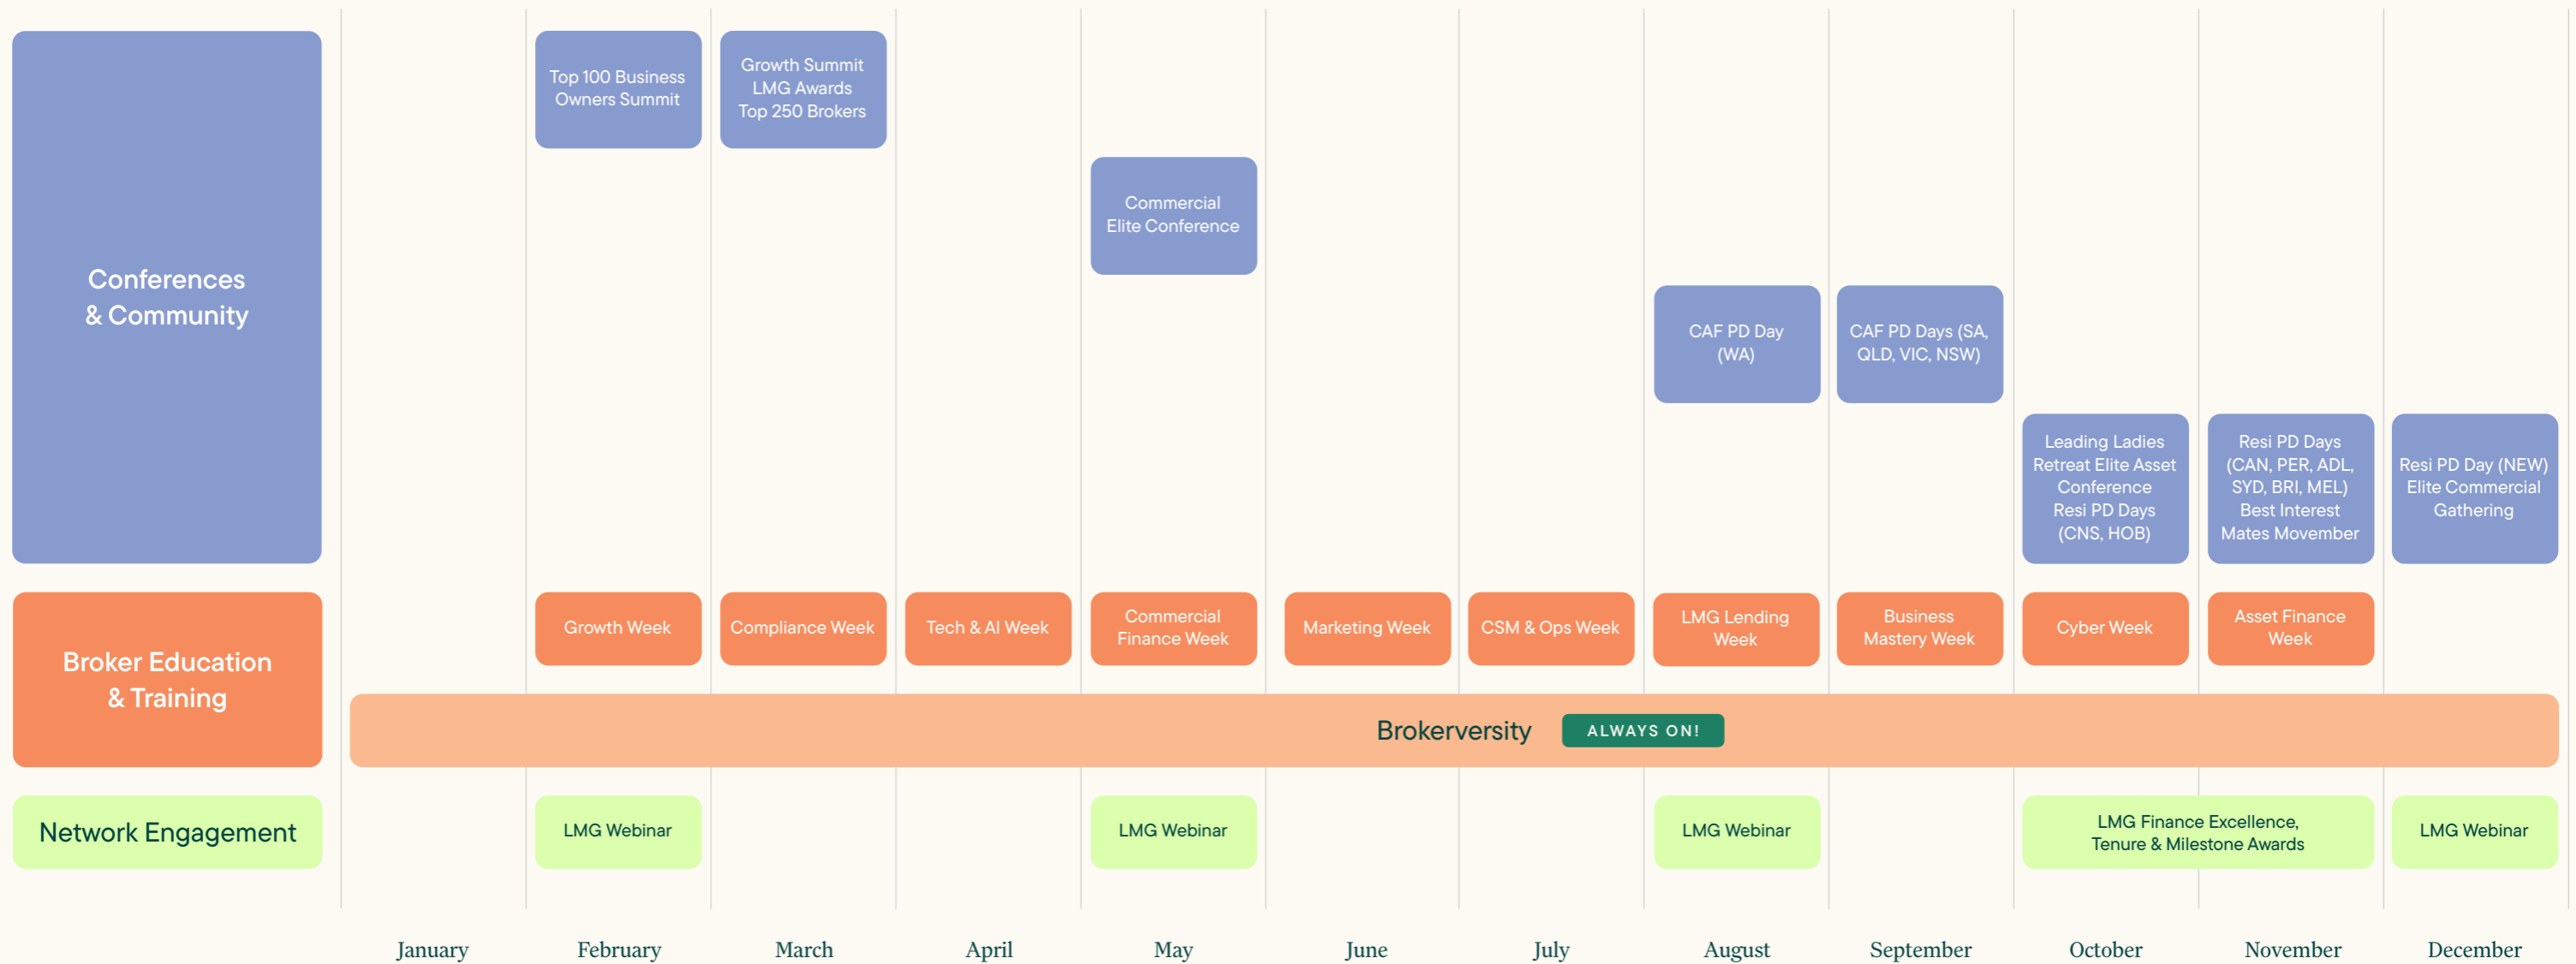 Conferences
& Community
Top 100 Business
Owners Summit
Growth Summit
LMG Awards
Top 250 Brokers
Commercial
Elite Conference
CAF PD Day
(WA)
CAF PD Days (SA,
QLD, VIC, NSW)
Leading Ladies
Retreat Elite Asset
Conference
Resi PD Days
(CNS, HOB)
Resi PD Days
(CAN, PER, ADL,
SYD, BRI, MEL)
Best Interest
Mates Movember
Resi PD Day (NEW)
Elite Commercial
Gathering
Broker Education
& Training
Growth Week
Compliance Week
Tech & AI Week
Commercial
Finance Week
Marketing Week
CSM & Ops Week
LMG Lending
Week
Business
Mastery Week
Cyber Week
Asset Finance
Week
Brokerversity
ALWAYS ON!
Network Engagement
LMG Webinar
LMG Webinar
LMG Webinar
LMG Finance Excellence,
Tenure & Milestone Awards
LMG Webinar
January
February
March
April
May
June
July
August
September
October
November
December